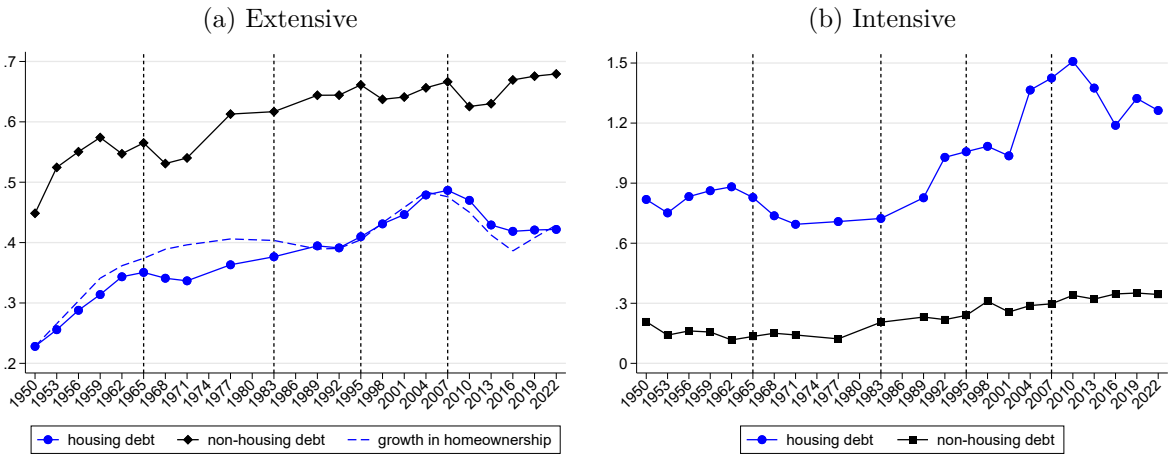 (a) Extensive
.7
.6
.5
.4
.3
.2
1950 1953 1956 1959 1962 1965 1968 1971 1974 1977 1980 1983 1986 1989 1992 1995 1998 2001 2004 2007 2010 2013 2016 2019 2022
housing debt non-housing debt growth in homeownership
(b) Intensive
1.5
1.2
.9
.6
.3
0
1950 1953 1956 1959 1962 1965 1968 1971 1974 1977 1980 1983 1986 1989 1992 1995 1998 2001 2004 2007 2010 2013 2016 2019 2022
housing debt non-housing debt